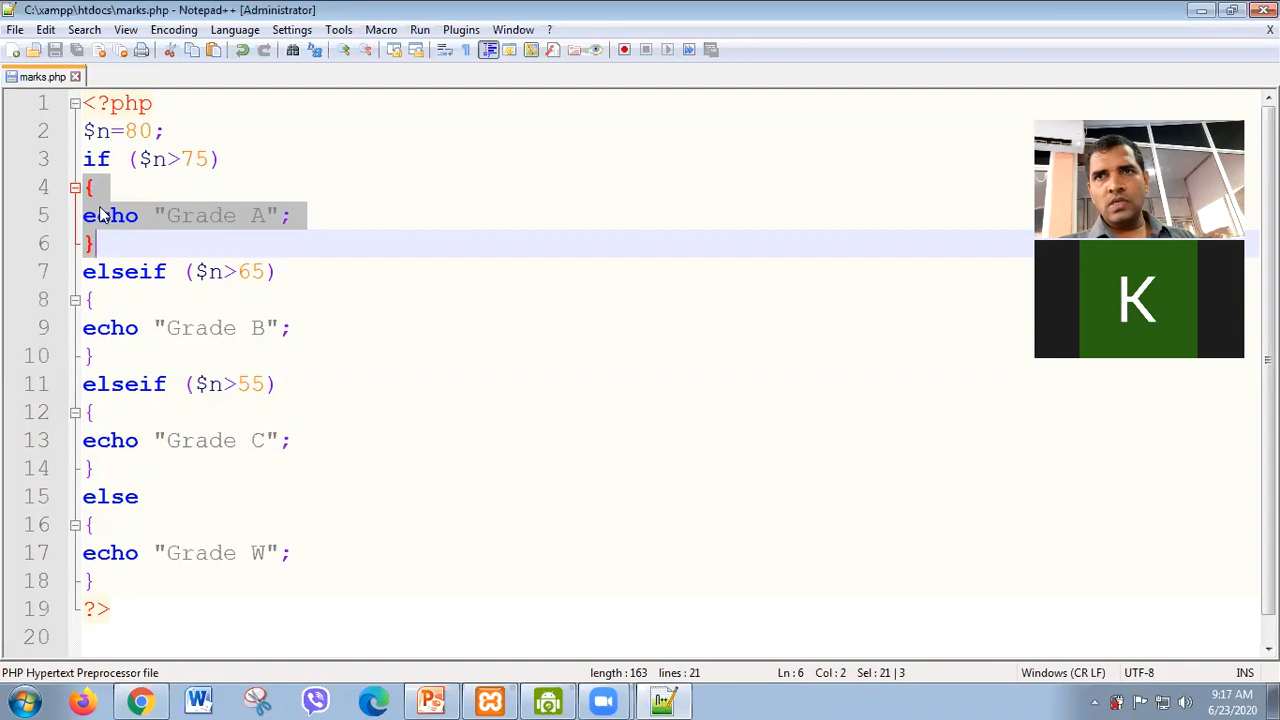 C:\xampp\htdocs\marks.php - Notepad++ [Administrator]
File Edit Search View Encoding Language Settings Tools Macro Run Plugins Window ? X
marks.php
1 <?php
2 $n=80;
3 if ($n>75)
4 {
5 echo "Grade A";
6 }
7 elseif ($n>65)
8 {
9 echo "Grade B";
10 }
11 elseif ($n>55)
12 {
13 echo "Grade C";
14 }
15 else
16 {
17 echo "Grade W";
18 }
19 ?>
20
K
PHP Hypertext Preprocessor file length : 163 lines : 21 Ln : 6 Col : 2 Sel : 21 | 3 Windows (CR LF) UTF-8 INS
9:17 AM
6/23/2020